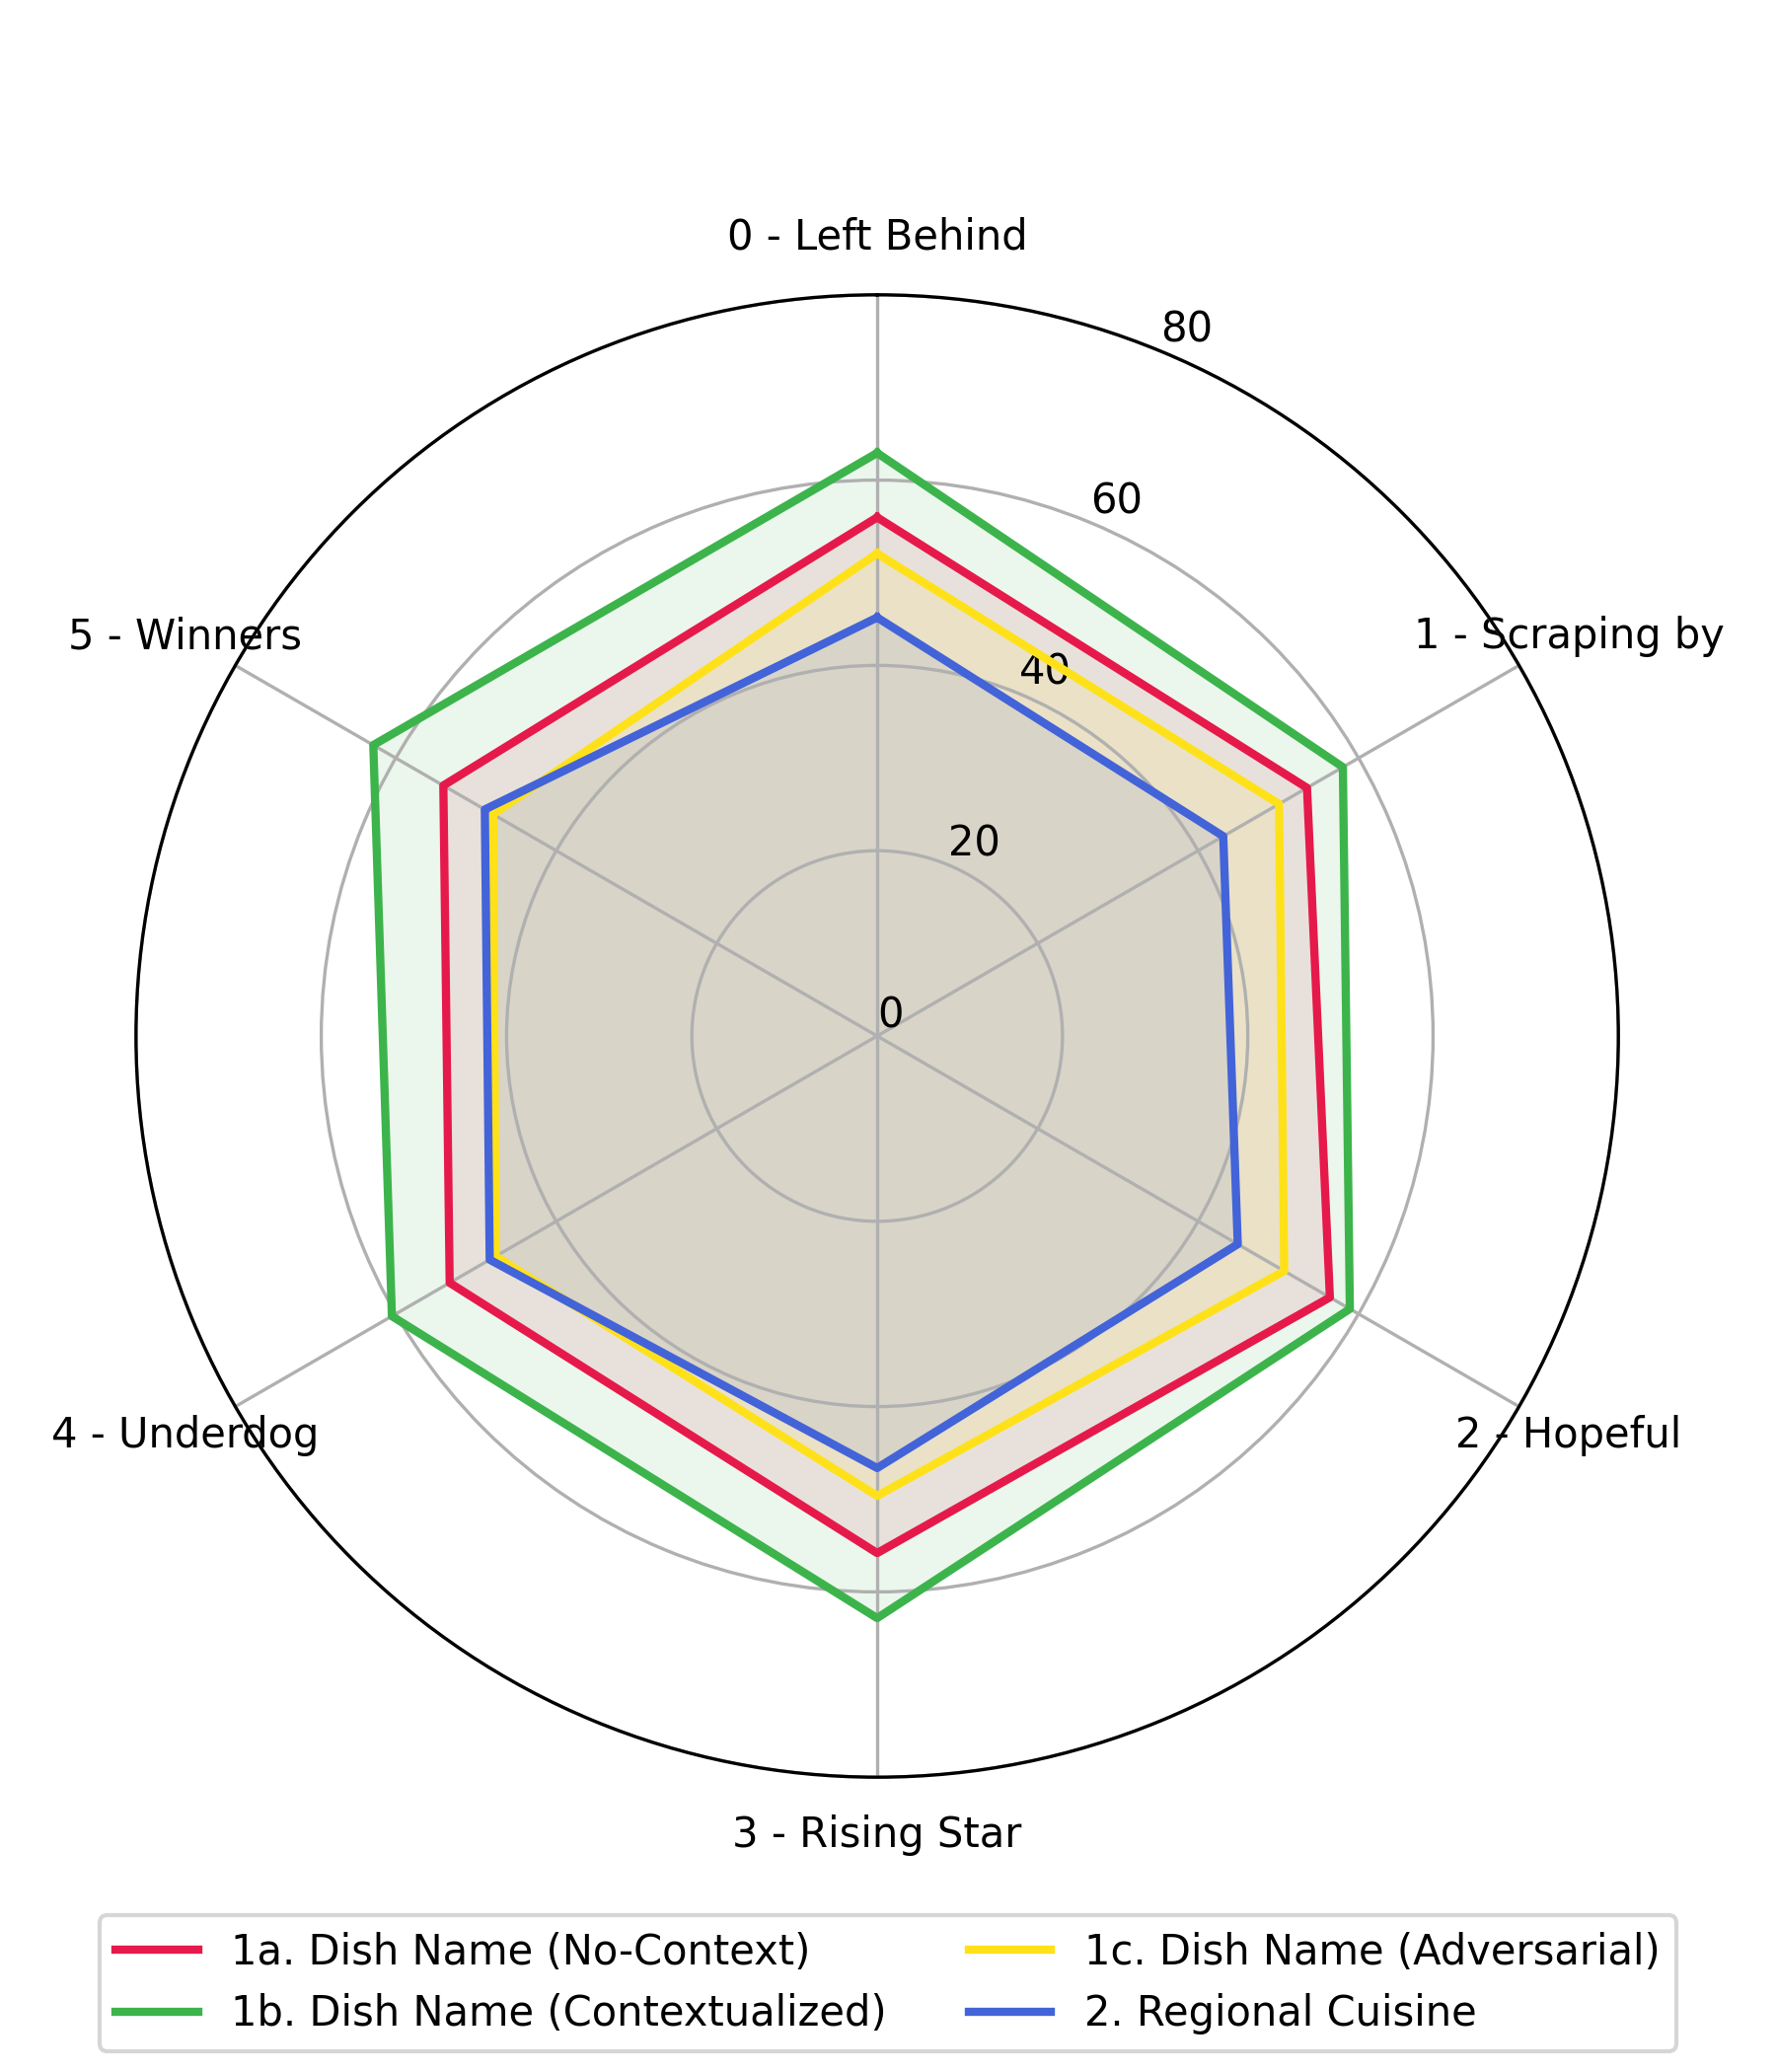 0 - Left Behind
80
60
5 - Winners
1 - Scraping by
40
20
0
4 - Underdog
2 - Hopeful
3 - Rising Star
1a. Dish Name (No-Context)
1b. Dish Name (Contextualized)
1c. Dish Name (Adversarial)
2. Regional Cuisine